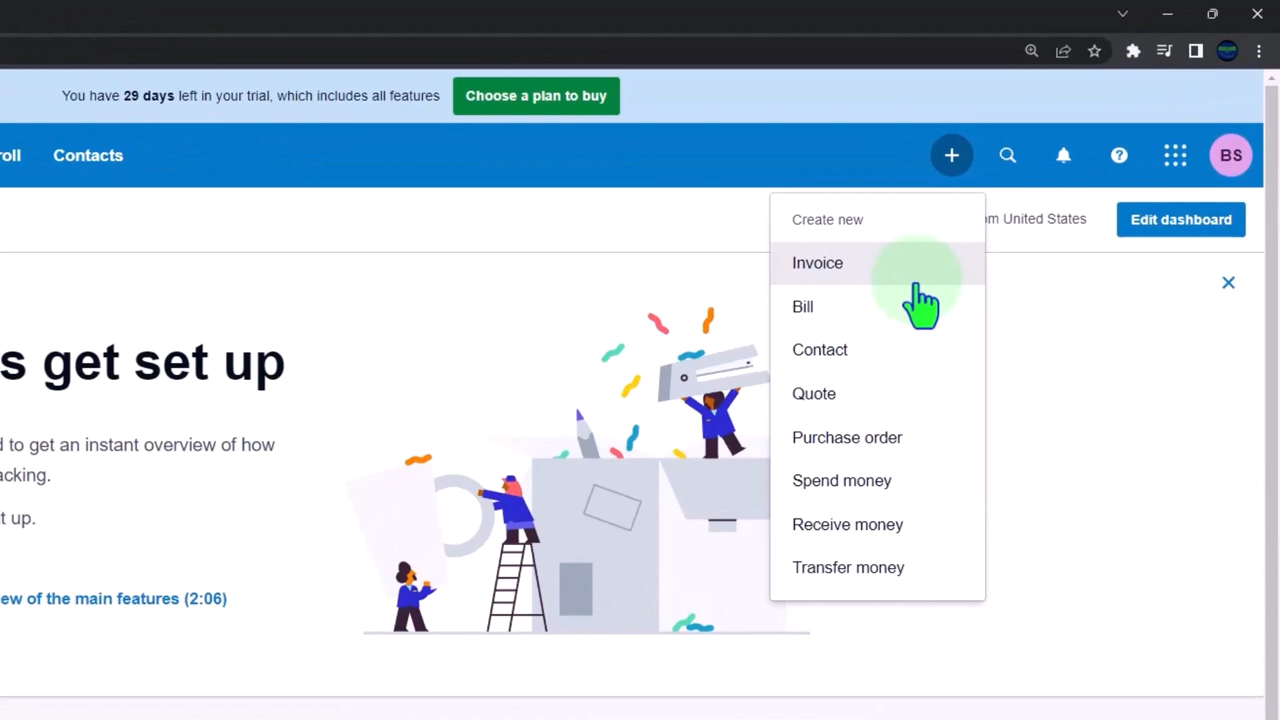 You have 29 days left in your trial, which includes all features
Choose a plan to buy
roll
Contacts
BS
Create new
om United States
Edit dashboard
Invoice
Bill
Contact
Quote
Purchase order
Spend money
Receive money
Transfer money
s get set up
d to get an instant overview of how
acking.
t up.
ew of the main features (2:06)